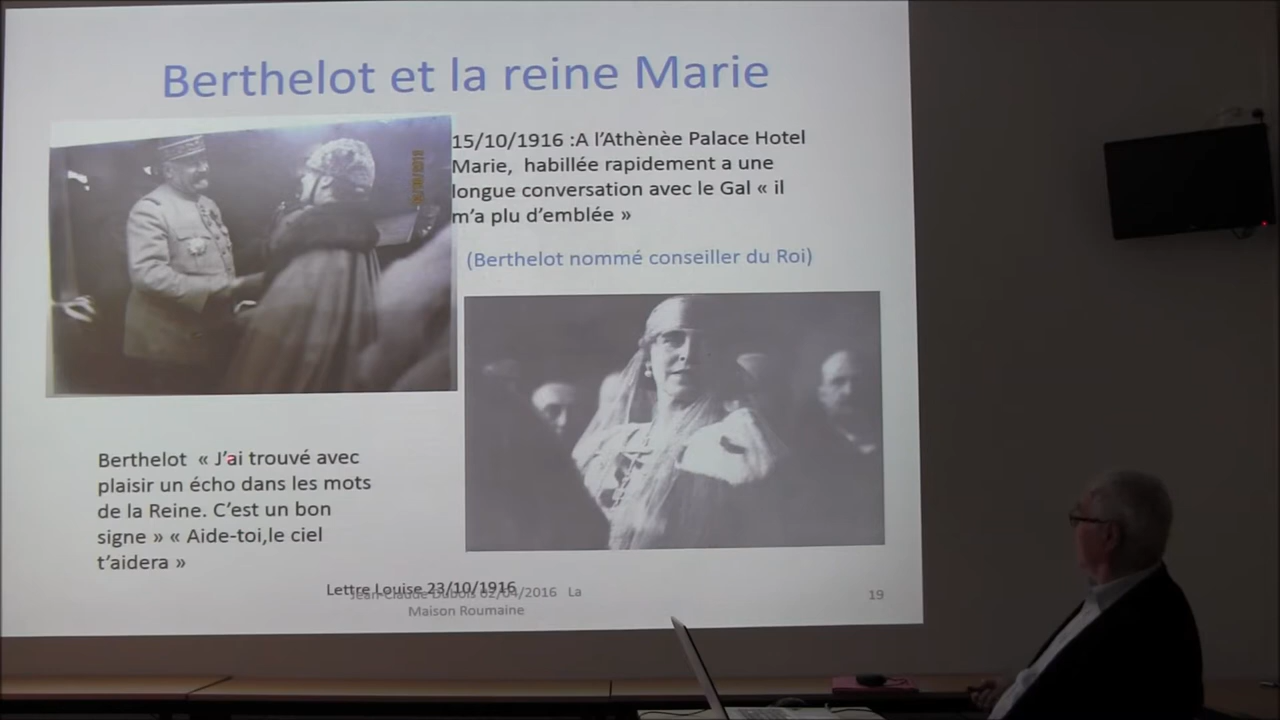 Berthelot et la reine Marie
15/10/1916 :A l'Athènèe Palace Hotel
Marie, habillée rapidement a une
longue conversation avec le Gal « il
m'a plu d'emblée »
(Berthelot nommé conseiller du Roi)
Berthelot « J'ai trouvé avec
plaisir un écho dans les mots
de la Reine. C'est un bon
signe » « Aide-toi,le ciel
t'aidera »
Lettre Louise 23/10/1916
Jean-Claude Dubois 02/04/2016 La
Maison Roumaine
19